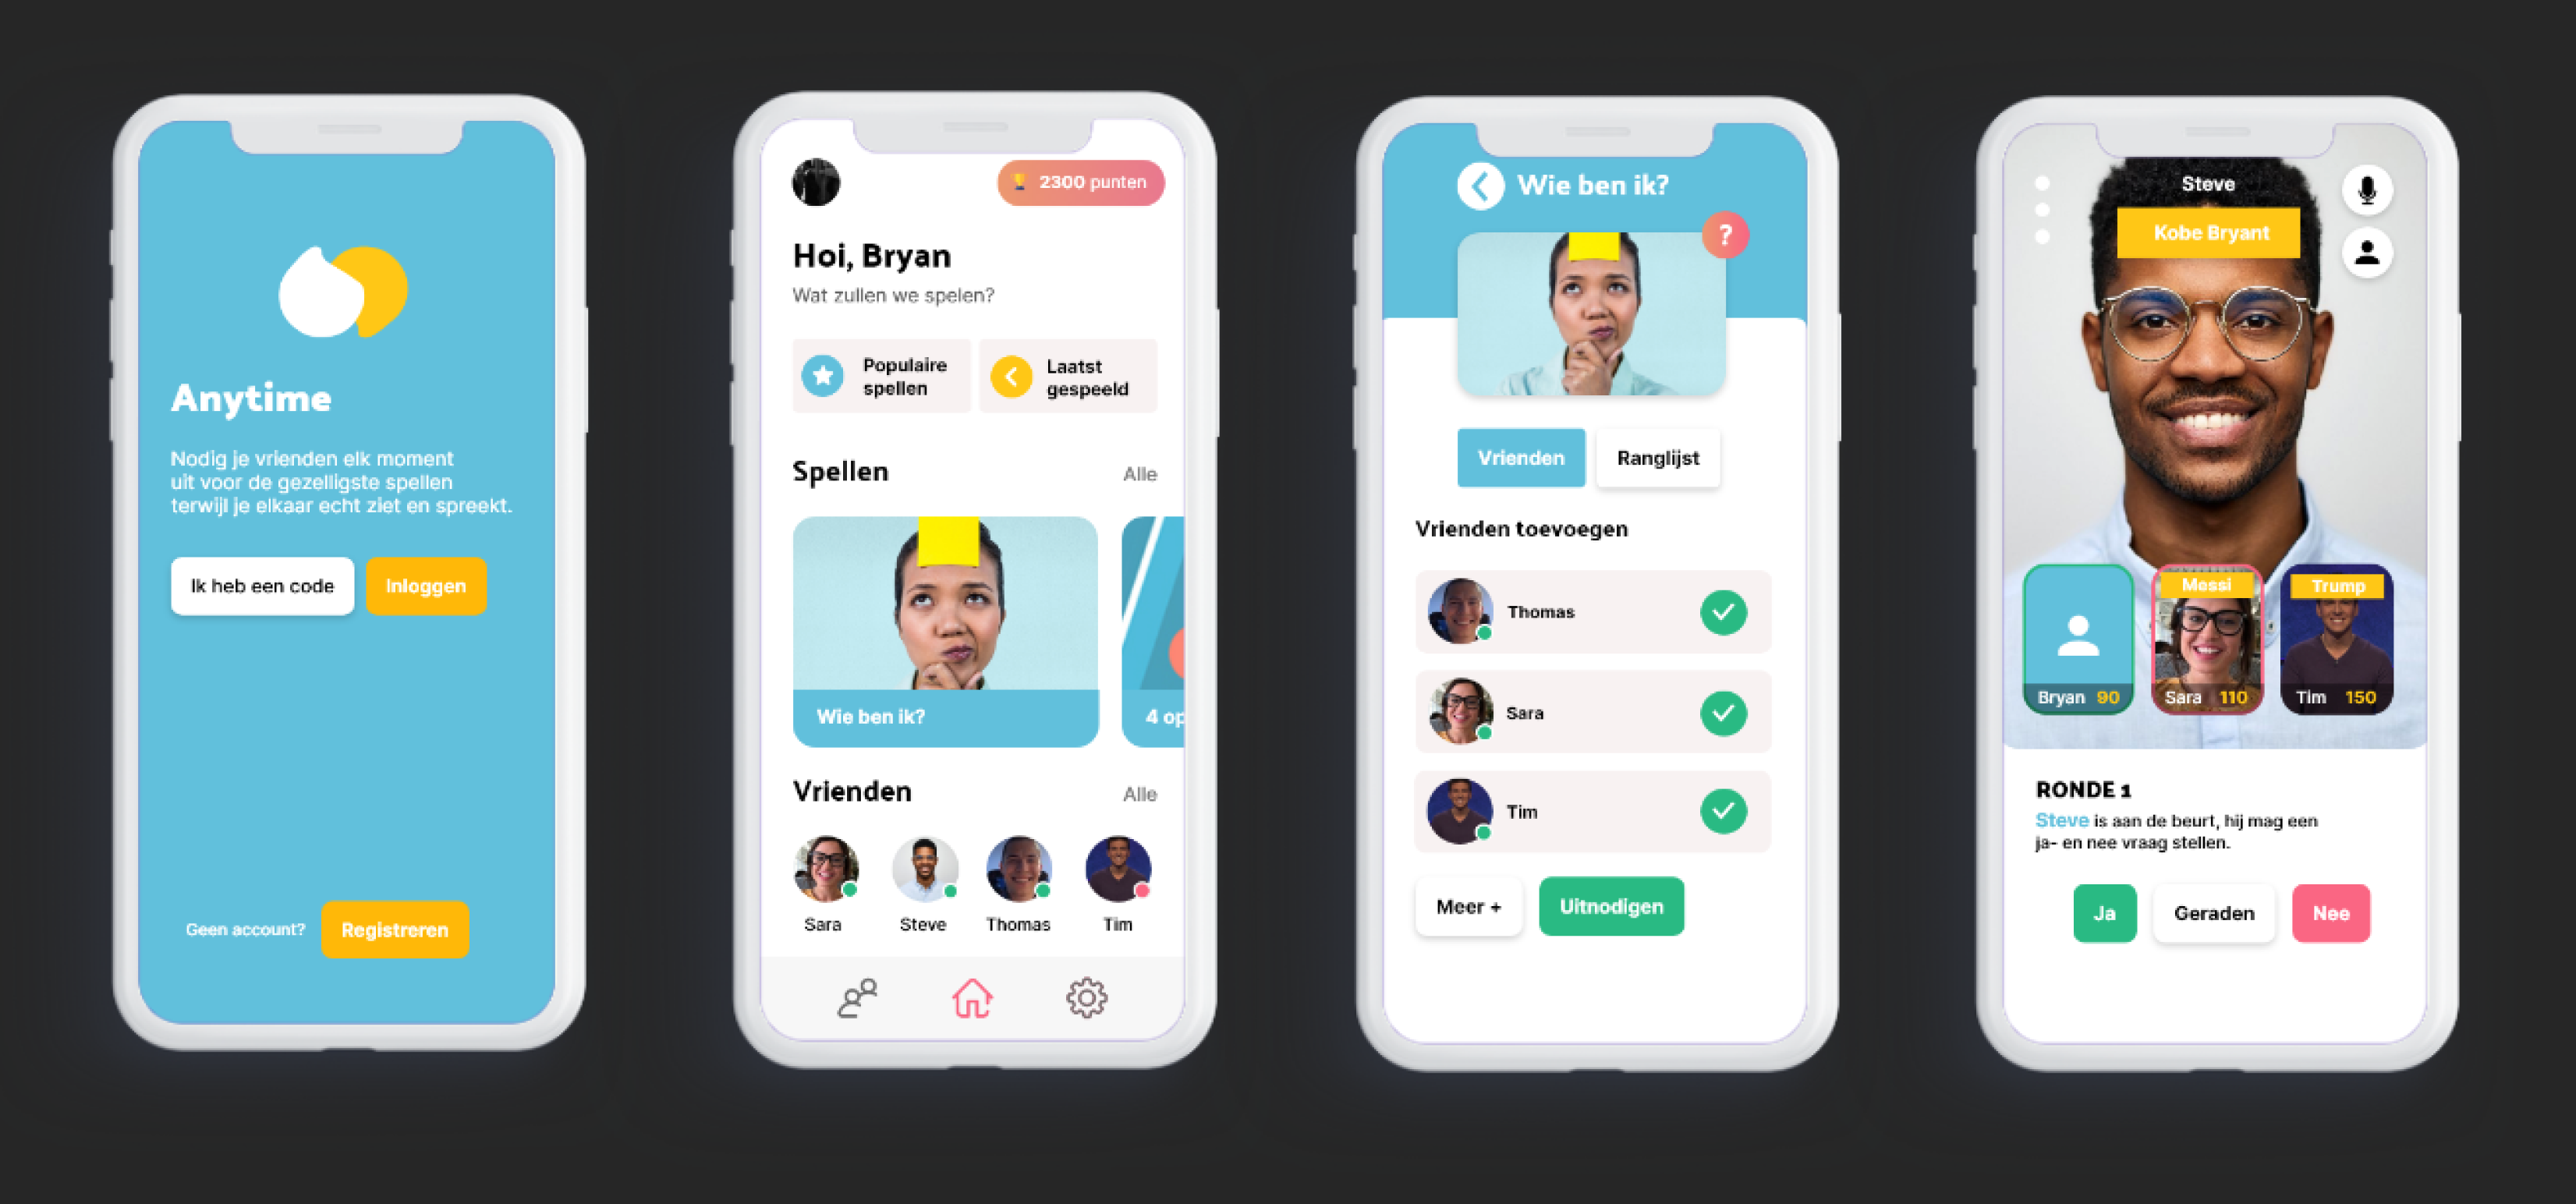 Anytime
Nodig je vrienden elk moment
uit voor de gezelligste spellen
terwijl je elkaar echt ziet en spreekt.
Ik heb een code
Inloggen
Geen account?
Registreren
2300 punten
Hoi, Bryan
Wat zullen we spelen?
Populaire
spellen
Laatst
gespeeld
Spellen
Alle
Wie ben ik?
4 op
Vrienden
Alle
Sara
Steve
Thomas
Tim
Wie ben ik?
?
Vrienden
Ranglijst
Vrienden toevoegen
Thomas
Sara
Tim
Meer +
Uitnodigen
Steve
Kobe Bryant
Messi
Trump
Bryan 90
Sara 110
Tim 150
RONDE 1
Steve is aan de beurt, hij mag een
ja- en nee vraag stellen.
Ja
Geraden
Nee